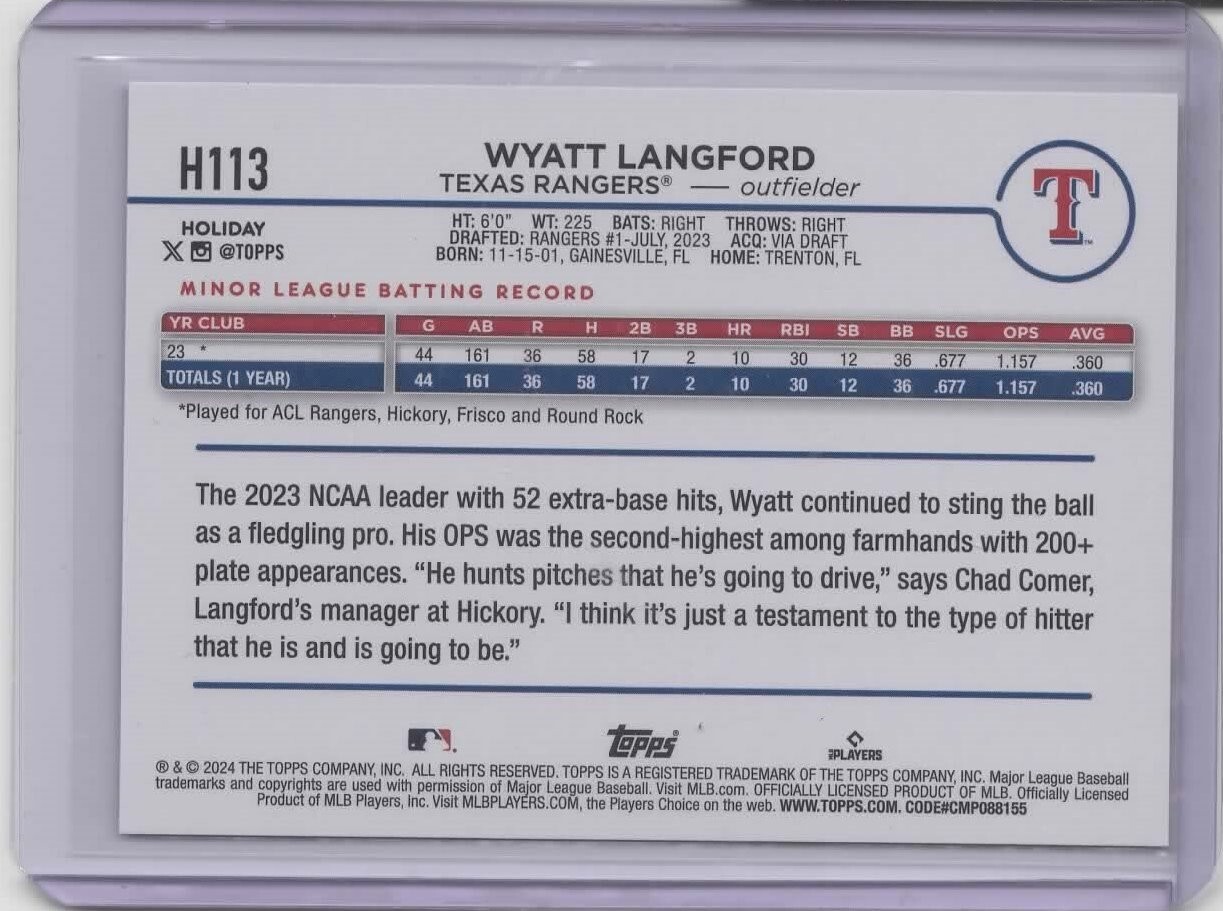 H113
WYATT LANGFORD
TEXAS RANGERS® — outfielder
T
™
HOLIDAY
X @TOPPS
HT: 6'0" WT: 225 BATS: RIGHT THROWS: RIGHT
DRAFTED: RANGERS #1-JULY, 2023 ACQ: VIA DRAFT
BORN: 11-15-01, GAINESVILLE, FL HOME: TRENTON, FL
MINOR LEAGUE BATTING RECORD
YR CLUB G AB R H 2B 3B HR RBI SB BB SLG OPS AVG
23 * 44 161 36 58 17 2 10 30 12 36 .677 1.157 .360
TOTALS (1 YEAR) 44 161 36 58 17 2 10 30 12 36 .677 1.157 .360
*Played for ACL Rangers, Hickory, Frisco and Round Rock
The 2023 NCAA leader with 52 extra-base hits, Wyatt continued to sting the ball
as a fledgling pro. His OPS was the second-highest among farmhands with 200+
plate appearances. “He hunts pitches that he’s going to drive,” says Chad Comer,
Langford’s manager at Hickory. “I think it’s just a testament to the type of hitter
that he is and is going to be.”
Topps
MLB PLAYERS
® & © 2024 THE TOPPS COMPANY, INC. ALL RIGHTS RESERVED. TOPPS IS A REGISTERED TRADEMARK OF THE TOPPS COMPANY, INC. Major League Baseball
trademarks and copyrights are used with permission of Major League Baseball. Visit MLB.com. OFFICIALLY LICENSED PRODUCT OF MLB. Officially Licensed
Product of MLB Players, Inc. Visit MLBPLAYERS.COM, the Players Choice on the web. WWW.TOPPS.COM. CODE#CMP088155